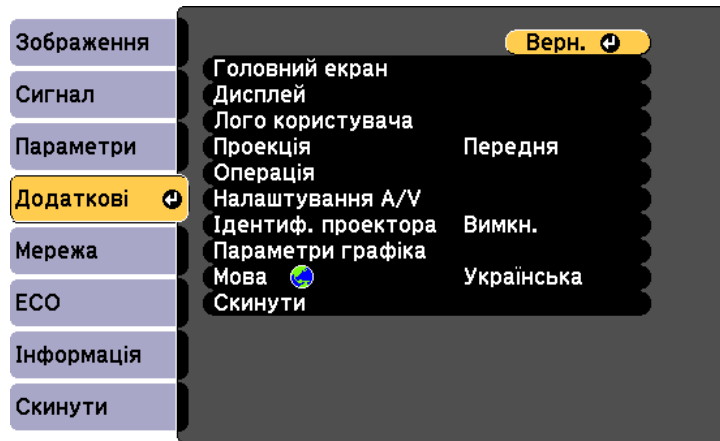 Зображення
Сигнал
Параметри
Додаткові
Мережа
ECO
Інформація
Скинути
Верн.
Головний екран
Дисплей
Лого користувача
Проекція Передня
Операція
Налаштування A/V
Ідентиф. проектора Вимкн.
Параметри графіка
Мова Українська
Скинути